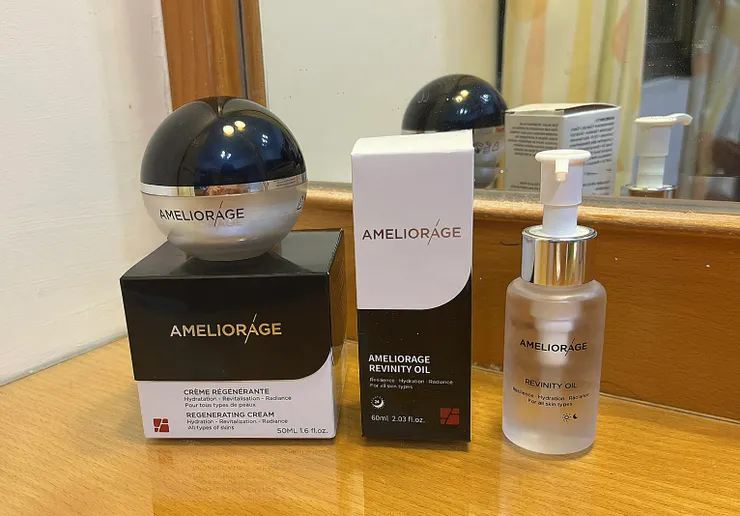 AMELIORAGE
AMELIORAGE
CRÈME RÉGÉNÉRANTE
Hydratation - Revitalisation - Radiance
Pour tous types de peaux
REGENERATING CREAM
Hydration - Revitalisation - Radiance
All types of skins
50ML 1.6 fl.oz.
AMELIORAGE
AMELIORAGE
REVINITY OIL
Resilience · Hydration · Radiance
For all skin types
60ml 2.03 fl.oz.
AMELIORAGE
REVINITY OIL
Resilience · Hydration · Radiance
For all skin types